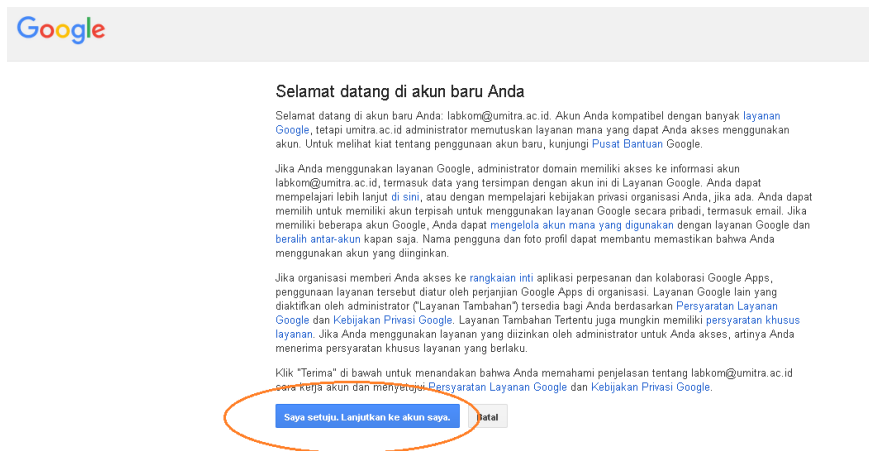 Google
Selamat datang di akun baru Anda
Selamat datang di akun baru Anda: labkom@umitra.ac.id. Akun Anda kompatibel dengan banyak layanan
Google, tetapi umitra.ac.id administrator memutuskan layanan mana yang dapat Anda akses menggunakan
akun. Untuk melihat kiat tentang penggunaan akun baru, kunjungi Pusat Bantuan Google.
Jika Anda menggunakan layanan Google, administrator domain memiliki akses ke informasi akun
labkom@umitra.ac.id, termasuk data yang tersimpan dengan akun ini di Layanan Google. Anda dapat
mempelajari lebih lanjut di sini, atau dengan mempelajari kebijakan privasi organisasi Anda, jika ada. Anda dapat
memilih untuk memiliki akun terpisah untuk menggunakan layanan Google secara pribadi, termasuk email. Jika
memiliki beberapa akun Google, Anda dapat mengelola akun mana yang digunakan dengan layanan Google dan
beralih antar-akun kapan saja. Nama pengguna dan foto profil dapat membantu memastikan bahwa Anda
menggunakan akun yang diinginkan.
Jika organisasi memberi Anda akses ke rangkaian inti aplikasi perpesanan dan kolaborasi Google Apps,
penggunaan layanan tersebut diatur oleh perjanjian Google Apps di organisasi. Layanan Google lain yang
diaktifkan oleh administrator ("Layanan Tambahan") tersedia bagi Anda berdasarkan Persyaratan Layanan
Google dan Kebijakan Privasi Google. Layanan Tambahan Tertentu juga mungkin memiliki persyaratan khusus
layanan. Jika Anda menggunakan layanan yang diizinkan oleh administrator untuk Anda akses, artinya Anda
menerima persyaratan khusus layanan yang berlaku.
Klik "Terima" di bawah untuk menandakan bahwa Anda memahami penjelasan tentang labkom@umitra.ac.id
cara kerja akun dan menyetujui Persyaratan Layanan Google dan Kebijakan Privasi Google.
Saya setuju. Lanjutkan ke akun saya.
Batal